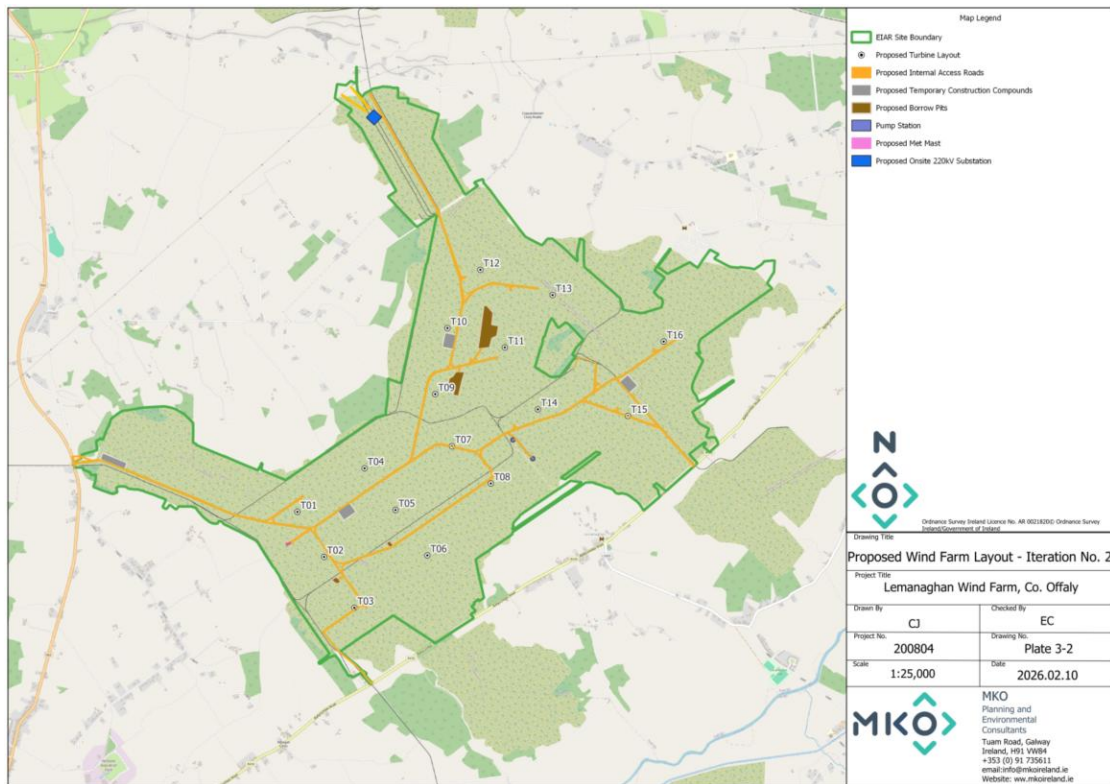 Map Legend
EIAR Site Boundary
Proposed Turbine Layout
Proposed Internal Access Roads
Proposed Temporary Construction Compounds
Proposed Borrow Pits
Pump Station
Proposed Met Mast
Proposed Onsite 220kV Substation
T12
T13
T10
T11
T16
T09
T14
T15
T07
T04
T08
T01
T05
T02
T06
T03
N
Ordnance Survey Ireland Licence No. AR 0021820© Ordnance Survey
Ireland/Government of Ireland
Drawing Title
Proposed Wind Farm Layout - Iteration No. 2
Project Title
Lemanaghan Wind Farm, Co. Offaly
Drawn By
CJ
Checked By
EC
Project No.
200804
Drawing No.
Plate 3-2
Scale
1:25,000
Date
2026.02.10
MKO
MKO
Planning and
Environmental
Consultants
Tuam Road, Galway
Ireland, H91 VW84
+353 (0) 91 735611
email:info@mkoireland.ie
Website: ww.mkoireland.ie